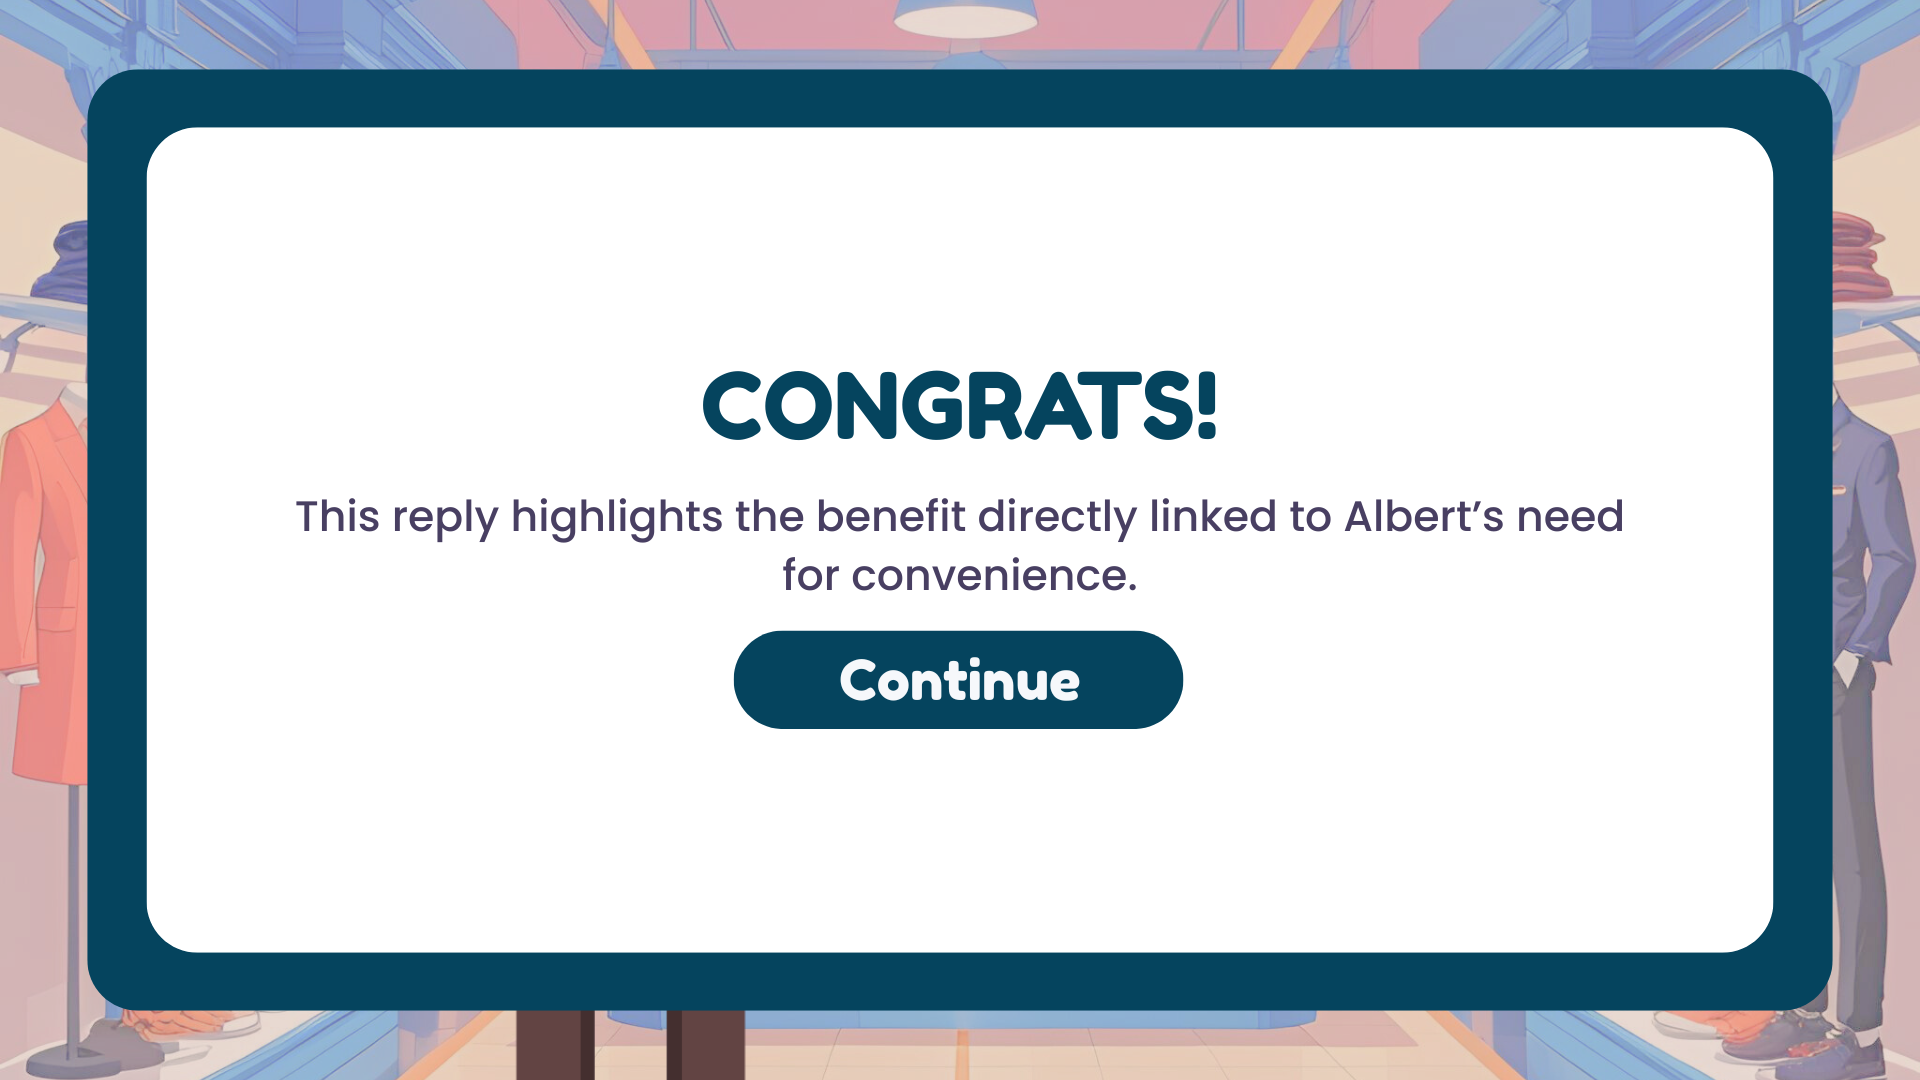 CONGRATS!
This reply highlights the benefit directly linked to Albert’s need
for convenience.
Continue